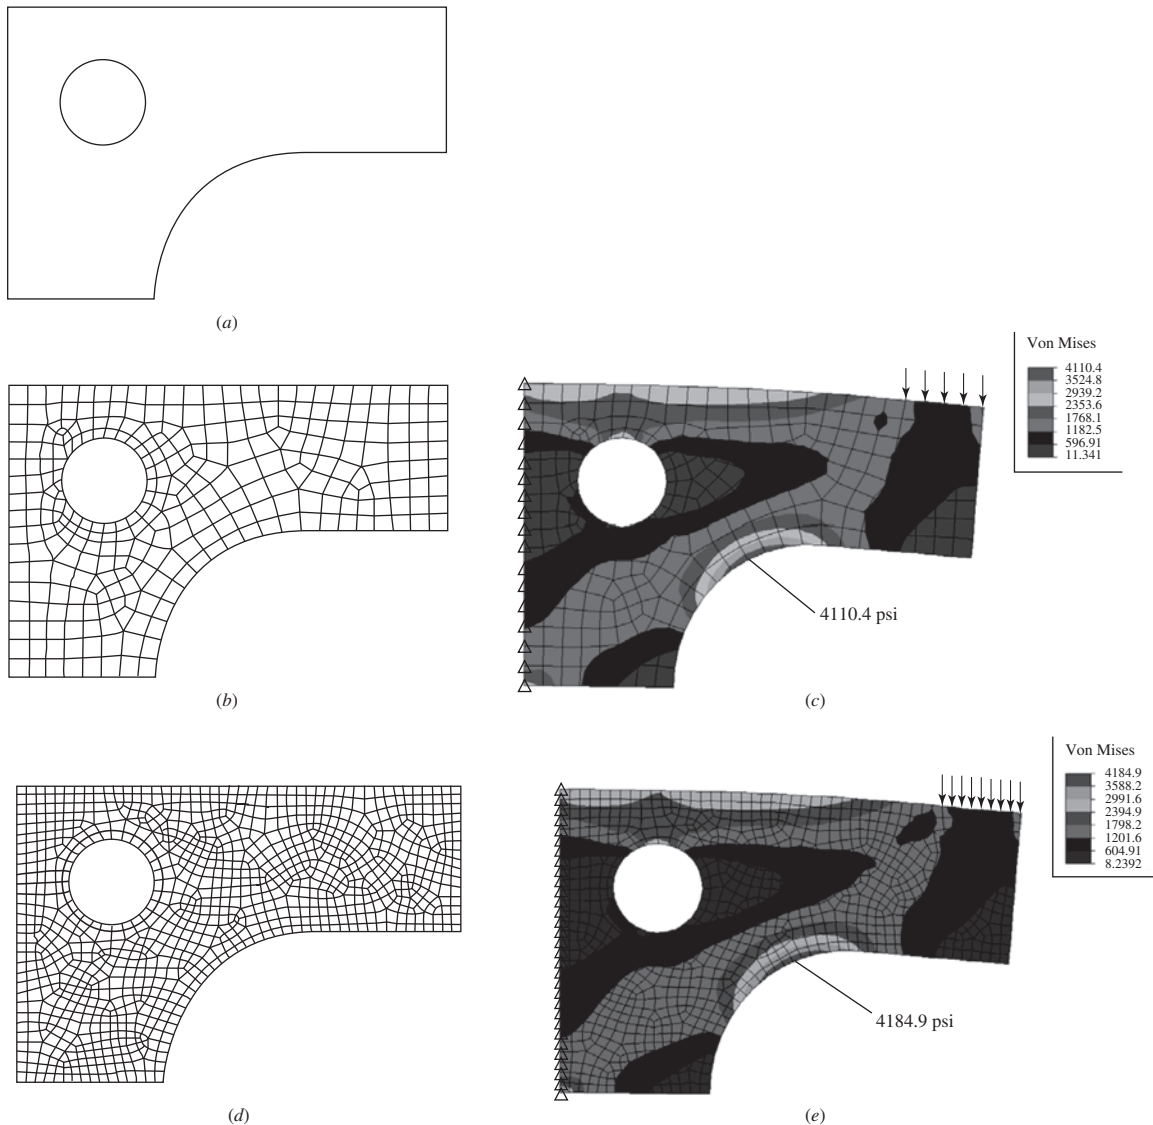 (a)
Von Mises
4110.4
3524.8
2939.2
2353.6
1768.1
1182.5
596.91
11.341
4110.4 psi
(b)
(c)
Von Mises
4184.9
3588.2
2991.6
2394.9
1798.2
1201.6
604.91
8.2392
4184.9 psi
(d)
(e)